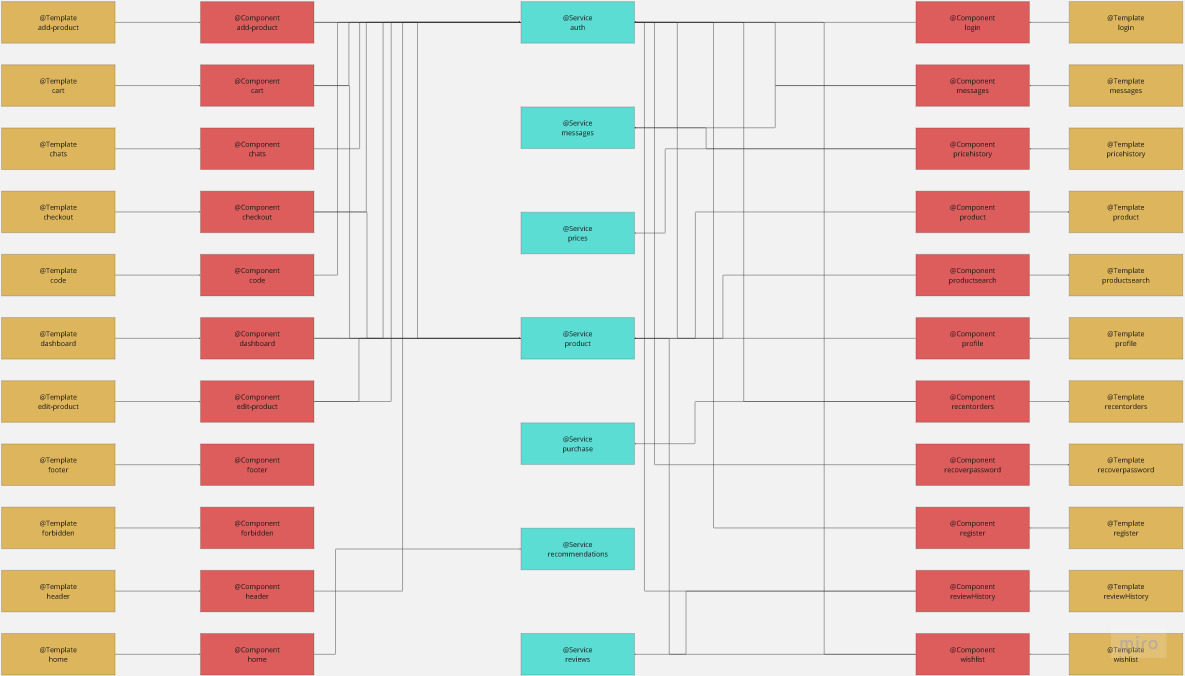 @Template
add-product
@Component
add-product
@Service
auth
@Component
login
@Template
login
@Template
cart
@Component
cart
@Component
messages
@Template
messages
@Service
messages
@Template
chats
@Component
chats
@Component
pricehistory
@Template
pricehistory
@Template
checkout
@Component
checkout
@Service
prices
@Component
product
@Template
product
@Template
code
@Component
code
@Component
productsearch
@Template
productsearch
@Template
dashboard
@Component
dashboard
@Service
product
@Component
profile
@Template
profile
@Template
edit-product
@Component
edit-product
@Component
recentorders
@Template
recentorders
@Service
purchase
@Template
footer
@Component
footer
@Component
recoverpassword
@Template
recoverpassword
@Template
forbidden
@Component
forbidden
@Service
recommendations
@Component
register
@Template
register
@Template
header
@Component
header
@Component
reviewHistory
@Template
reviewHistory
@Template
home
@Component
home
@Service
reviews
@Component
wishlist
@Template
wishlist
miro